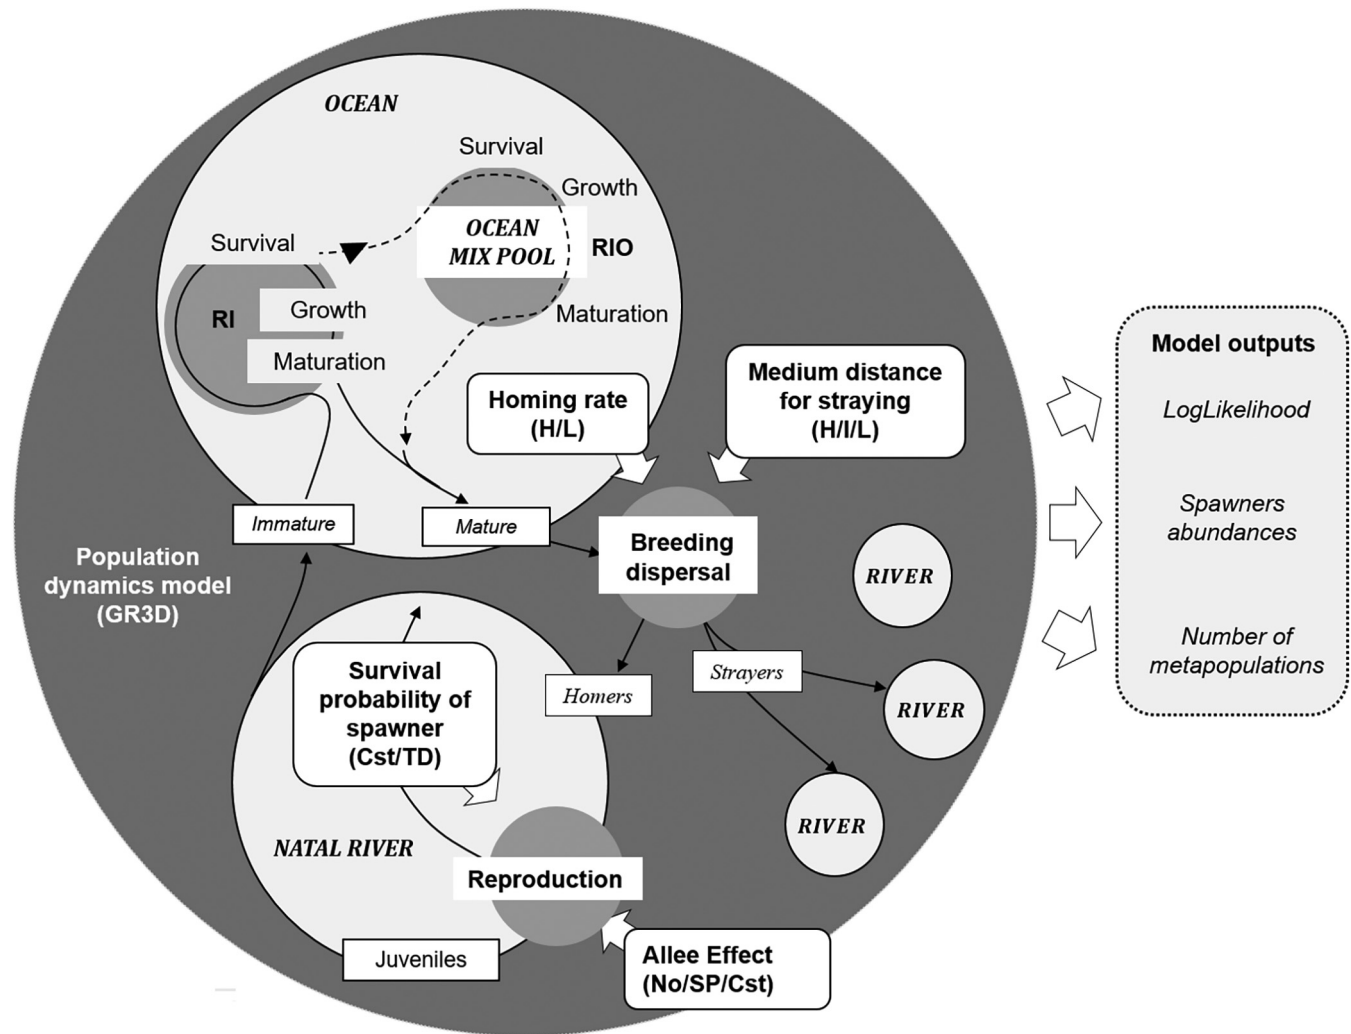 OCEAN
Survival
Growth
OCEAN
MIX POOL
RIO
Maturation
Survival
RI
Growth
Maturation
Homing rate
(H/L)
Medium distance
for straying
(H/I/L)
Immature
Mature
Breeding
dispersal
Population
dynamics model
(GR3D)
Survival
probability of
spawner
(Cst/TD)
Homers
Strayers
RIVER
RIVER
RIVER
NATAL RIVER
Reproduction
Juveniles
Allee Effect
(No/SP/Cst)
Model outputs
LogLikelihood
Spawners
abundances
Number of
metapopulations